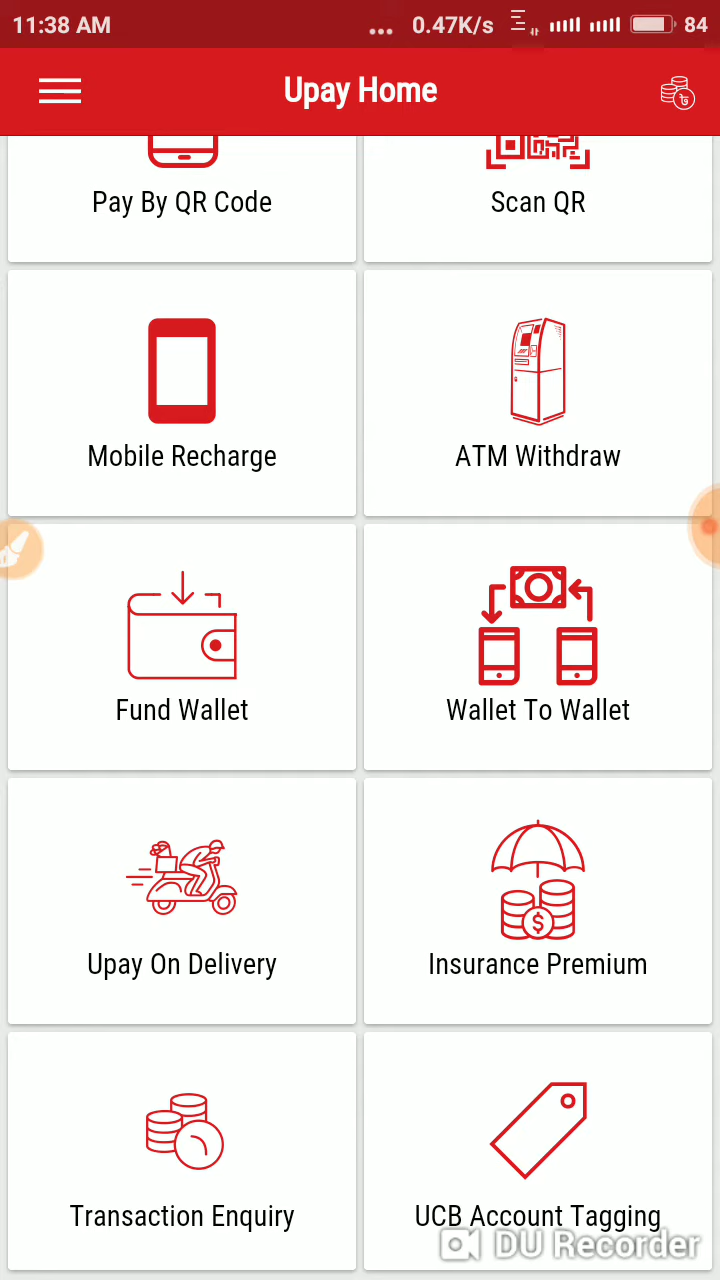 11:38 AM ... 0.47K/s 84
Upay Home
Pay By QR Code Scan QR
Mobile Recharge ATM Withdraw
Fund Wallet Wallet To Wallet
Upay On Delivery Insurance Premium
$
Transaction Enquiry UCB Account Tagging
DU Recorder